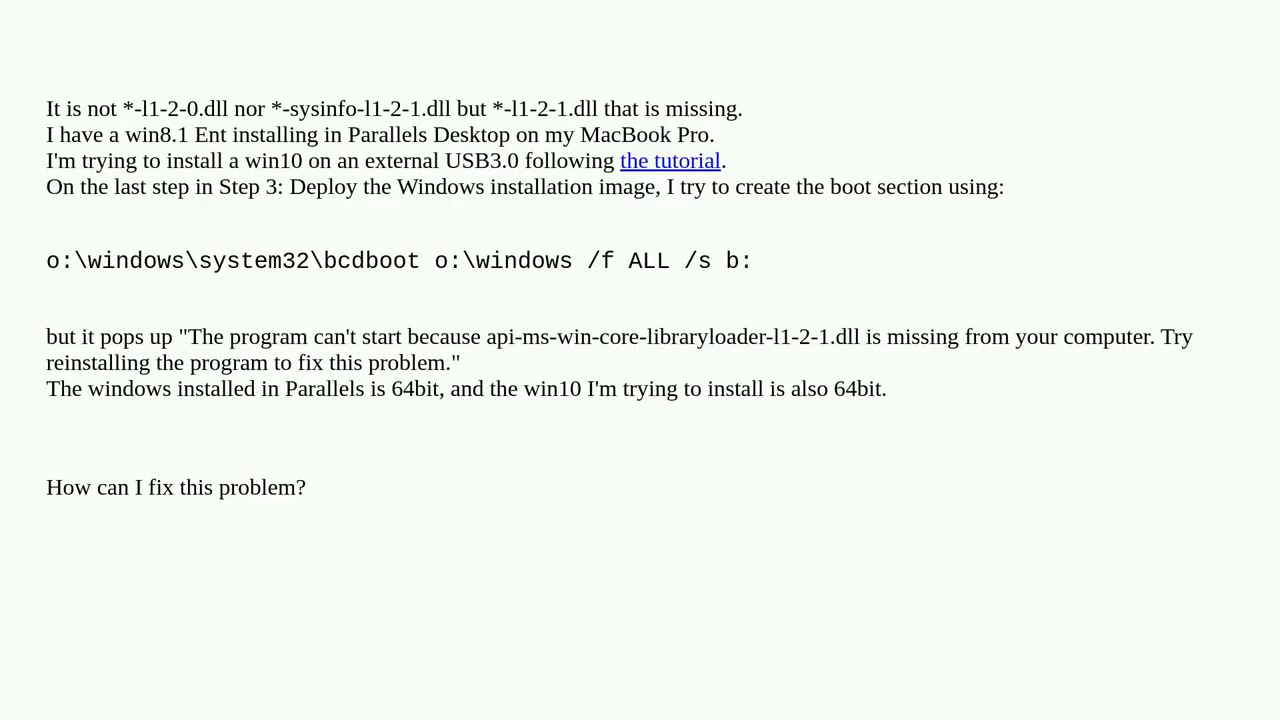 It is not *-l1-2-0.dll nor *-sysinfo-l1-2-1.dll but *-l1-2-1.dll that is missing.
I have a win8.1 Ent installing in Parallels Desktop on my MacBook Pro.
I'm trying to install a win10 on an external USB3.0 following the tutorial.
On the last step in Step 3: Deploy the Windows installation image, I try to create the boot section using:
o:\windows\system32\bcdboot o:\windows /f ALL /s b:
but it pops up "The program can't start because api-ms-win-core-libraryloader-l1-2-1.dll is missing from your computer. Try
reinstalling the program to fix this problem."
The windows installed in Parallels is 64bit, and the win10 I'm trying to install is also 64bit.
How can I fix this problem?